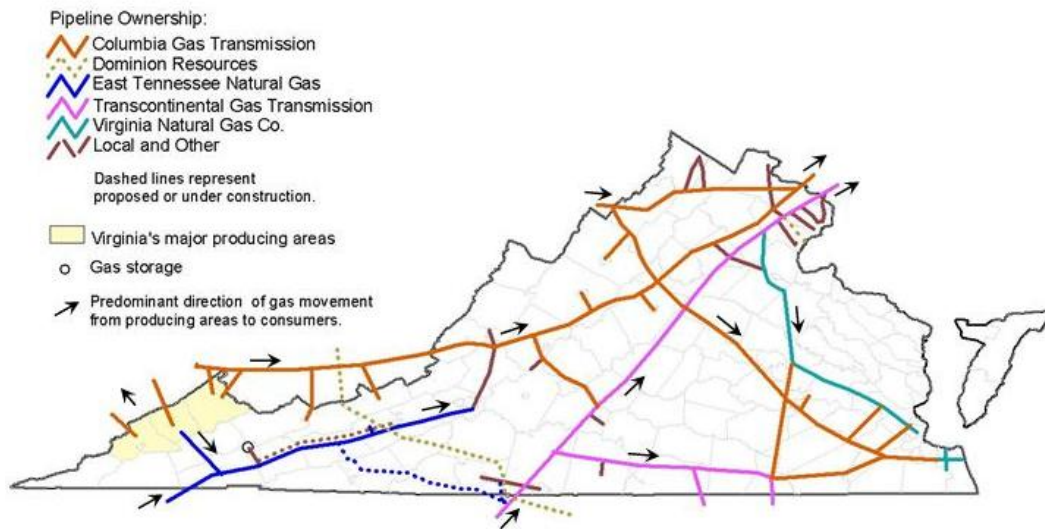 Pipeline Ownership:
Columbia Gas Transmission
Dominion Resources
East Tennessee Natural Gas
Transcontinental Gas Transmission
Virginia Natural Gas Co.
Local and Other
Dashed lines represent
proposed or under construction.
Virginia's major producing areas
Gas storage
Predominant direction of gas movement
from producing areas to consumers.